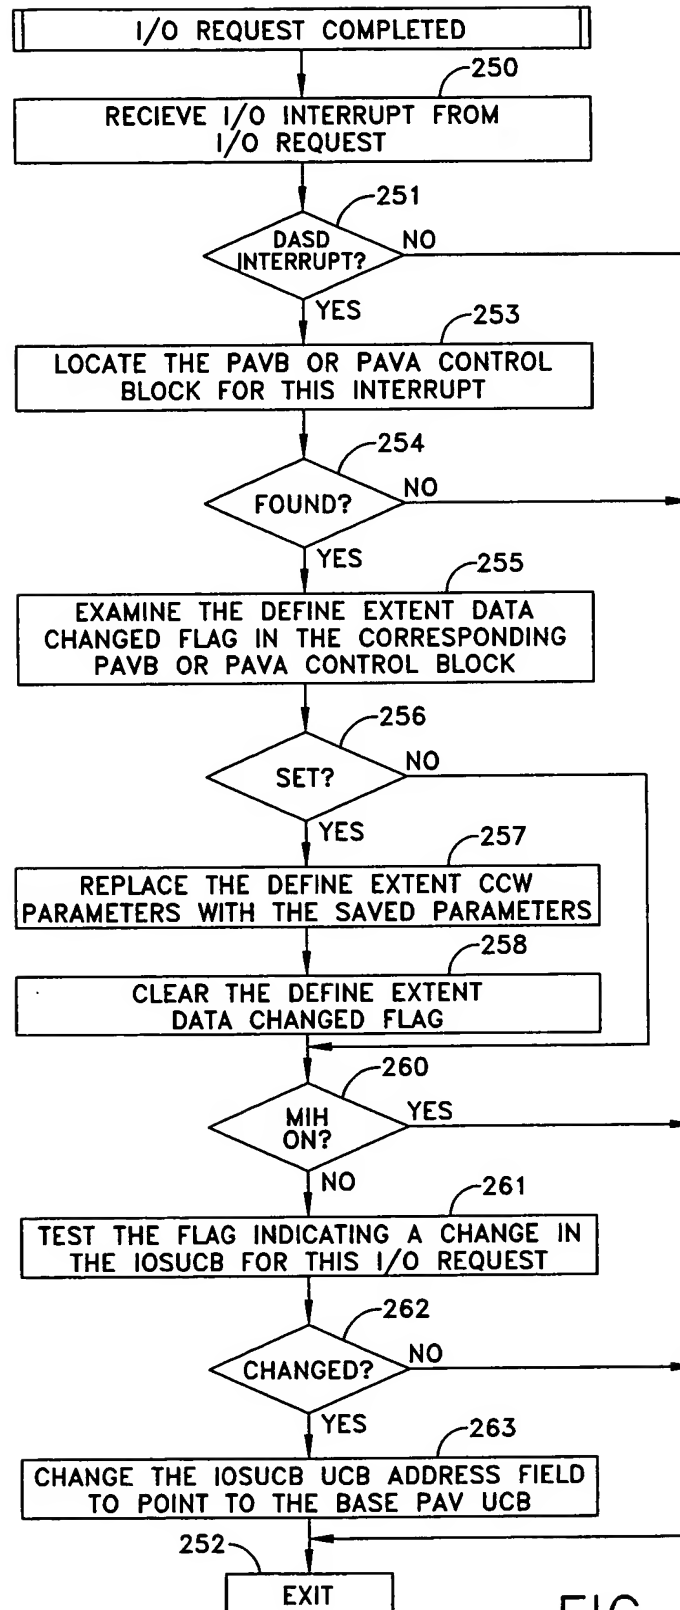 I/O REQUEST COMPLETED
250
RECIEVE I/O INTERRUPT FROM
I/O REQUEST
251
DASD
INTERRUPT?
NO
YES
253
LOCATE THE PAVB OR PAVA CONTROL
BLOCK FOR THIS INTERRUPT
254
FOUND?
NO
YES
255
EXAMINE THE DEFINE EXTENT DATA
CHANGED FLAG IN THE CORRESPONDING
PAVB OR PAVA CONTROL BLOCK
256
SET?
NO
YES
257
REPLACE THE DEFINE EXTENT CCW
PARAMETERS WITH THE SAVED PARAMETERS
258
CLEAR THE DEFINE EXTENT
DATA CHANGED FLAG
260
MIH
ON?
YES
NO
261
TEST THE FLAG INDICATING A CHANGE IN
THE IOSUCB FOR THIS I/O REQUEST
262
CHANGED?
NO
YES
263
CHANGE THE IOSUCB UCB ADDRESS FIELD
TO POINT TO THE BASE PAV UCB
252
EXIT